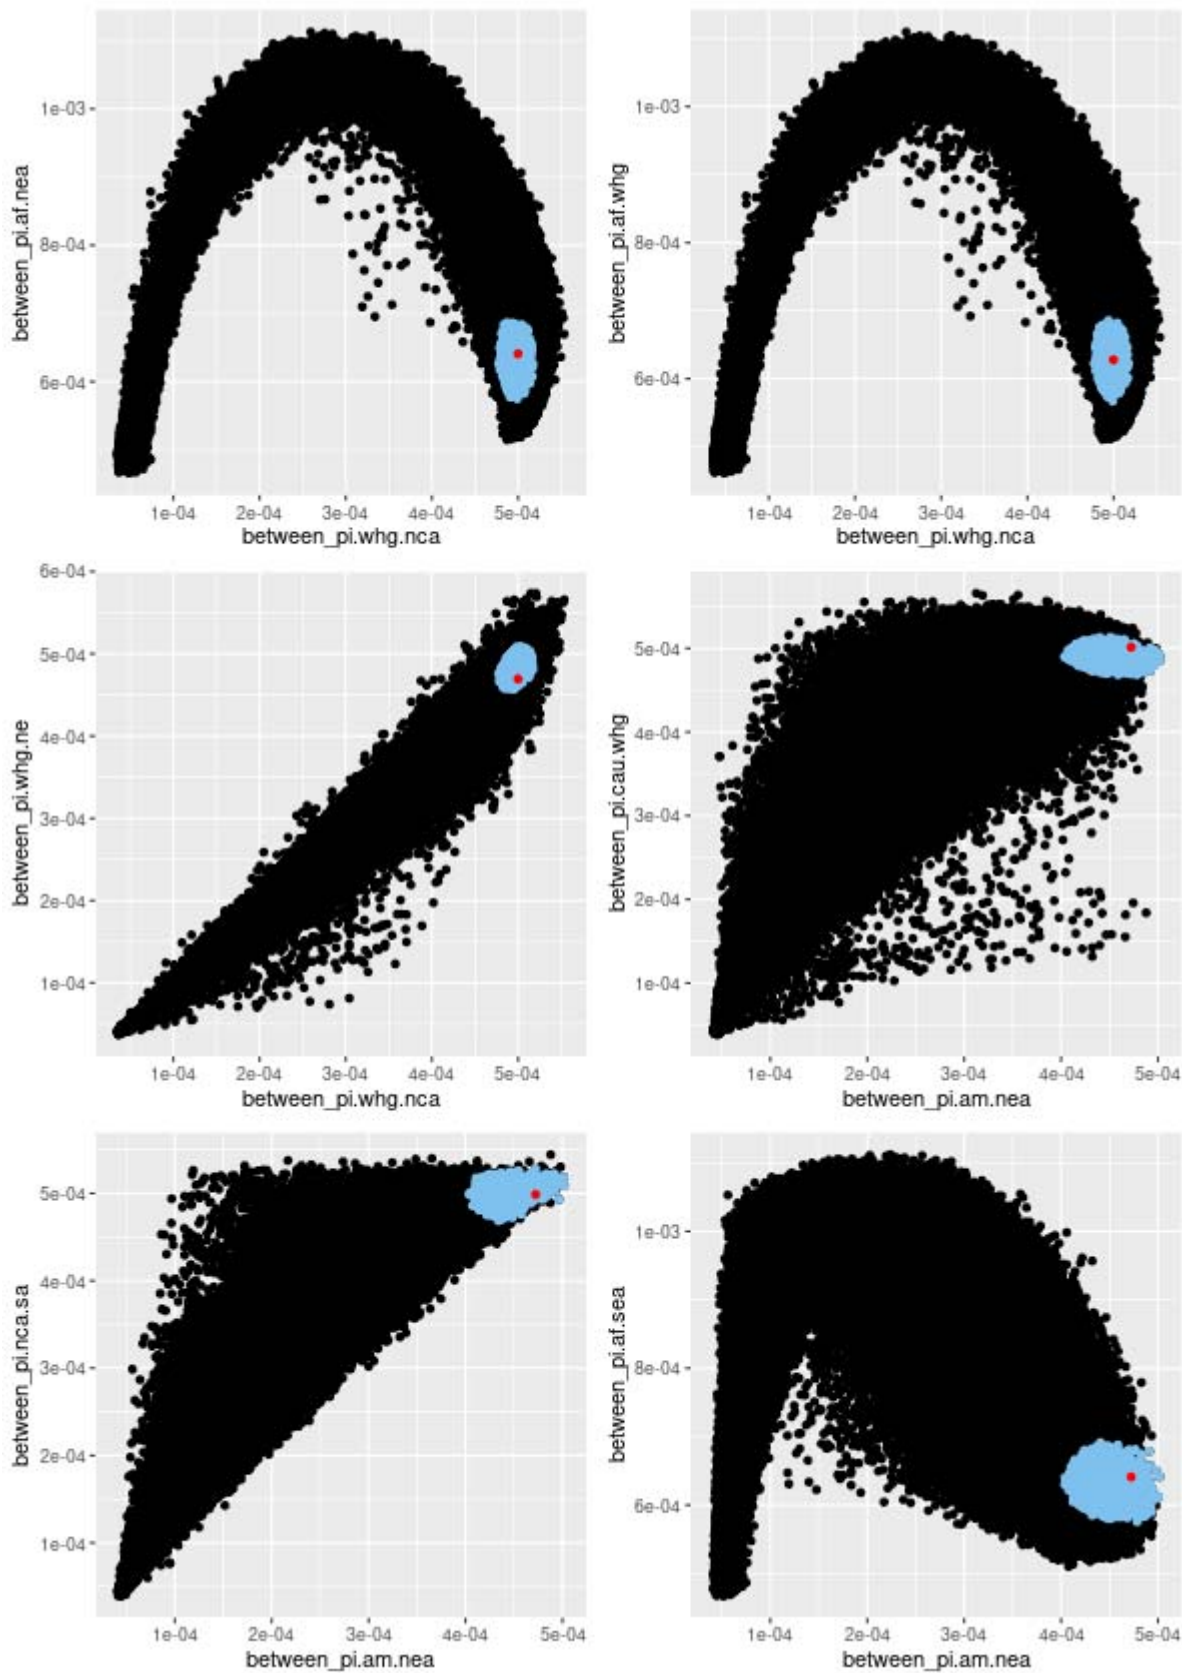 between_pi.af.nea
1e-03
8e-04
6e-04
1e-04 2e-04 3e-04 4e-04 5e-04
between_pi.whg.nca
between_pi.af.whg
1e-03
8e-04
6e-04
1e-04 2e-04 3e-04 4e-04 5e-04
between_pi.whg.nca
between_pi.whg.ne
6e-04
5e-04
4e-04
3e-04
2e-04
1e-04
1e-04 2e-04 3e-04 4e-04 5e-04
between_pi.whg.nca
between_pi.cau.whg
5e-04
4e-04
3e-04
2e-04
1e-04
1e-04 2e-04 3e-04 4e-04 5e-04
between_pi.am.nea
between_pi.nca.sa
5e-04
4e-04
3e-04
2e-04
1e-04
1e-04 2e-04 3e-04 4e-04 5e-04
between_pi.am.nea
between_pi.af.sea
1e-03
8e-04
6e-04
1e-04 2e-04 3e-04 4e-04 5e-04
between_pi.am.nea